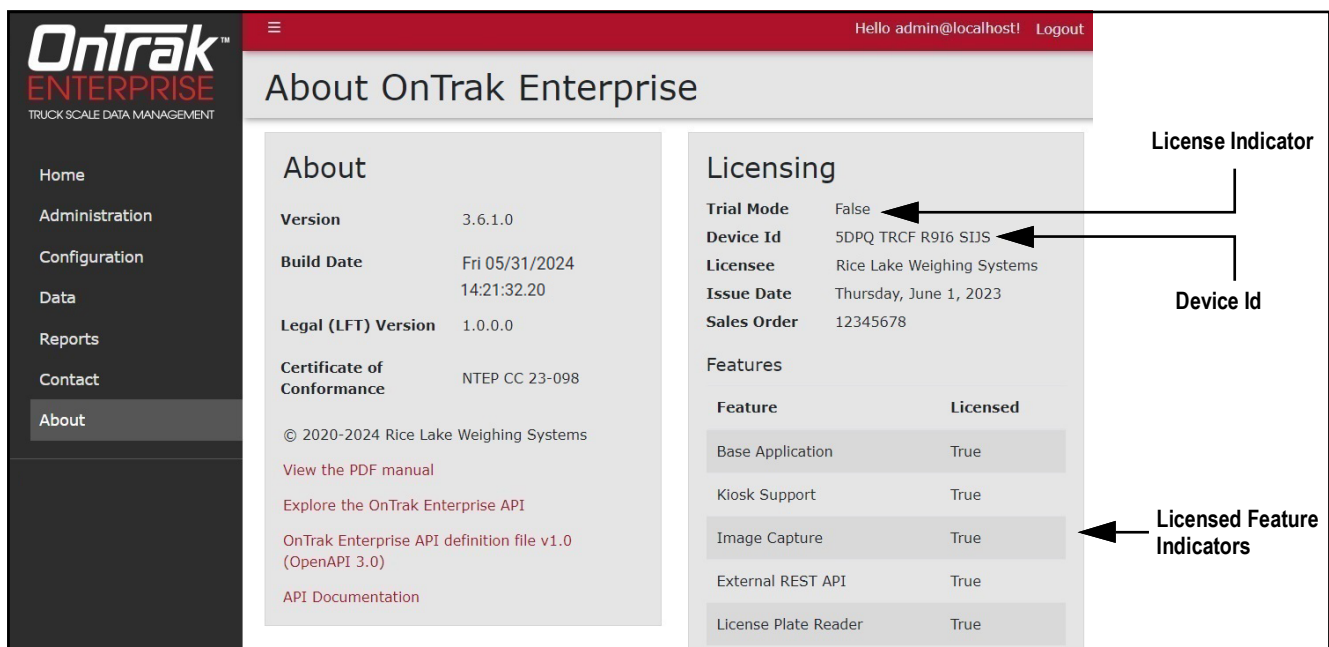 OnTrak™
ENTERPRISE
TRUCK SCALE DATA MANAGEMENT
Home
Administration
Configuration
Data
Reports
Contact
About
Hello admin@localhost! Logout
About OnTrak Enterprise
About
Version 3.6.1.0
Build Date Fri 05/31/2024
14:21:32.20
Legal (LFT) Version 1.0.0.0
Certificate of
Conformance NTEP CC 23-098
© 2020-2024 Rice Lake Weighing Systems
View the PDF manual
Explore the OnTrak Enterprise API
OnTrak Enterprise API definition file v1.0
(OpenAPI 3.0)
API Documentation
Licensing
Trial Mode False
Device Id 5DPQ TRCF R9I6 SIJS
Licensee Rice Lake Weighing Systems
Issue Date Thursday, June 1, 2023
Sales Order 12345678
Features
Feature Licensed
Base Application True
Kiosk Support True
Image Capture True
External REST API True
License Plate Reader True
License Indicator
Device Id
Licensed Feature
Indicators